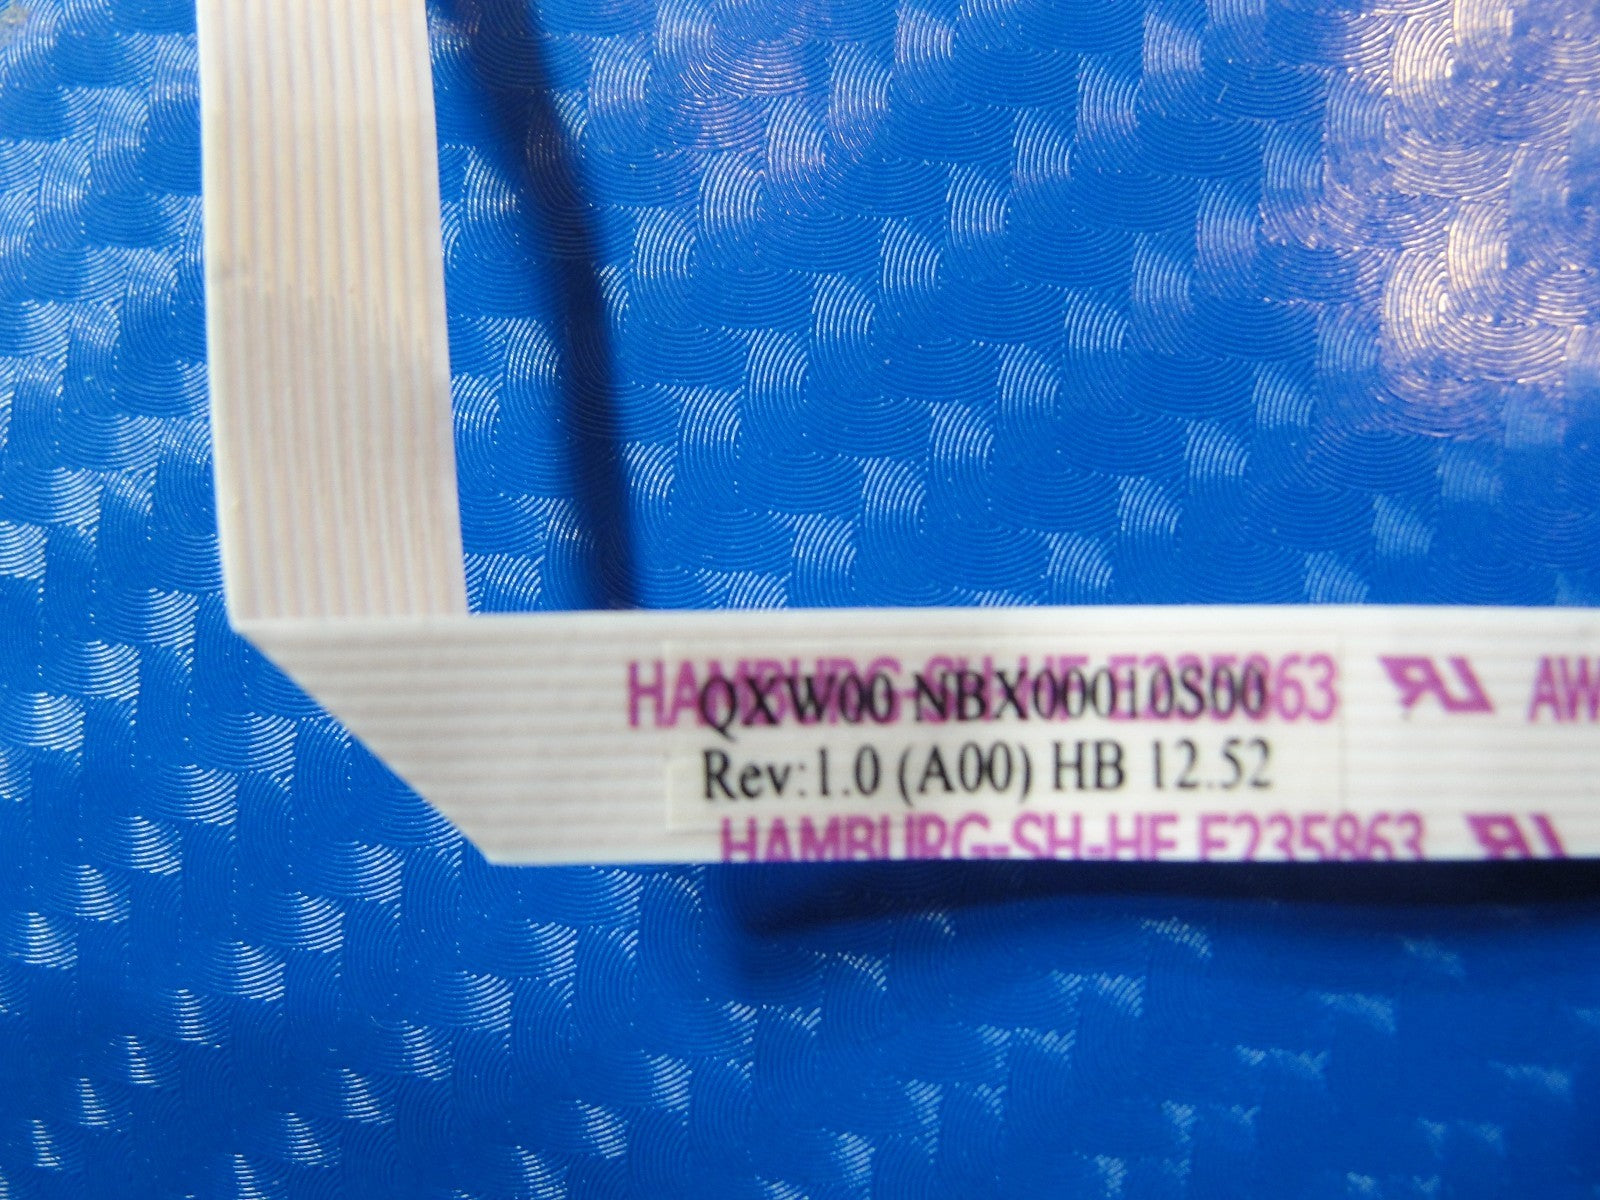 HAMBURG-SH-HF E235863 AW
QXW00 NBX00010S00
Rev:1.0 (A00) HB 12.52
HAMBURG-SH-HF E235863